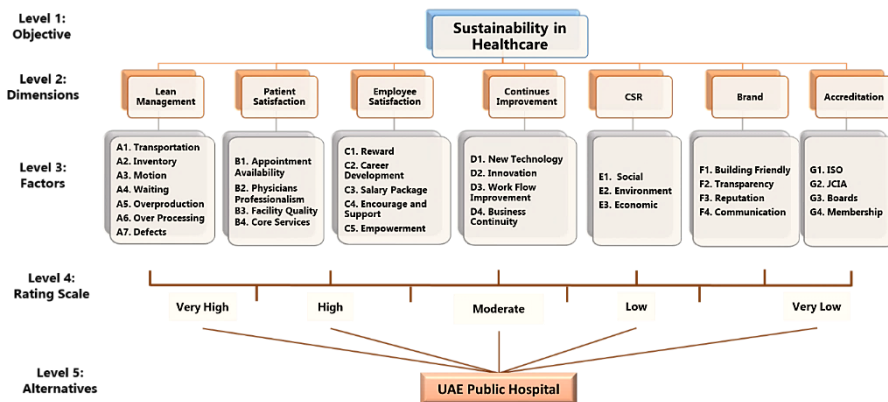 Level 1:
Objective
Sustainability in
Healthcare
Level 2:
Dimensions
Lean
Management
Patient
Satisfaction
Employee
Satisfaction
Continues
Improvement
CSR
Brand
Accreditation
Level 3:
Factors
A1. Transportation
A2. Inventory
A3. Motion
A4. Waiting
A5. Overproduction
A6. Over Processing
A7. Defects
B1. Appointment
Availability
B2. Physicians
Professionalism
B3. Facility Quality
B4. Core Services
C1. Reward
C2. Career
Development
C3. Salary Package
C4. Encourage and
Support
C5. Empowerment
D1. New Technology
D2. Innovation
D3. Work Flow
Improvement
D4. Business
Continuity
E1. Social
E2. Environment
E3. Economic
F1. Building Friendly
F2. Transparency
F3. Reputation
F4. Communication
G1. ISO
G2. JCIA
G3. Boards
G4. Membership
Level 4:
Rating Scale
Very High
High
Moderate
Low
Very Low
Level 5:
Alternatives
UAE Public Hospital